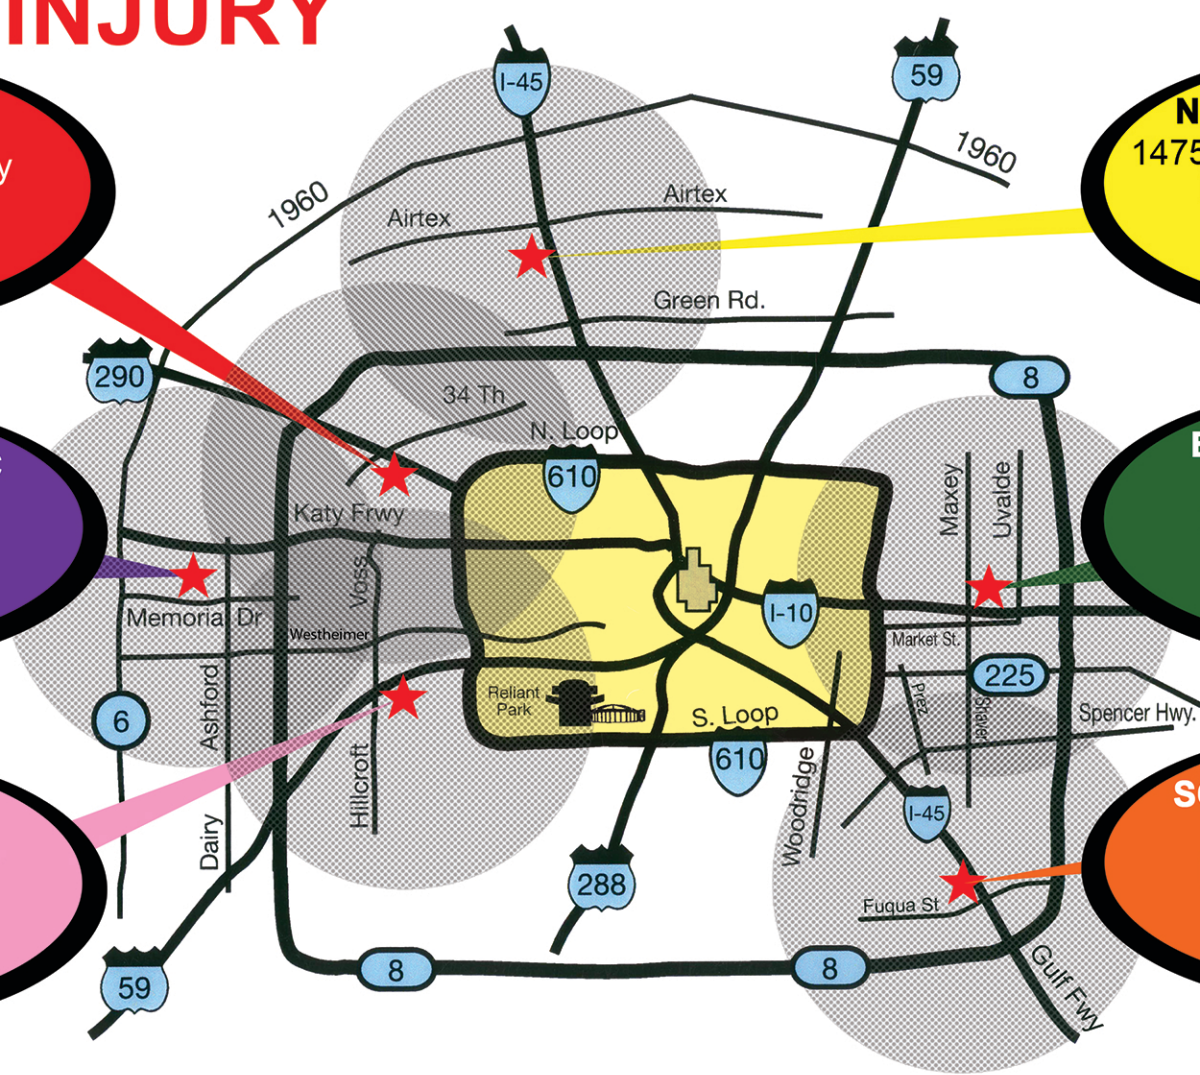 INJURY
I-45
59
N
1475
y
1960
1960
Airtex
Airtex
Green Rd.
290
8
34 Th
N. Loop
610
Katy Frwy
Maxey
Uvalde
Voss
Memorial Dr
Westheimer
I-10
Market St.
225
Reliant
Park
S. Loop
610
6
Ashford
Dairy
Hillcroft
Prez
Shaver
Spencer Hwy.
Woodridge
I-45
S
288
Fuqua St
8
8
59
Gulf Fwy